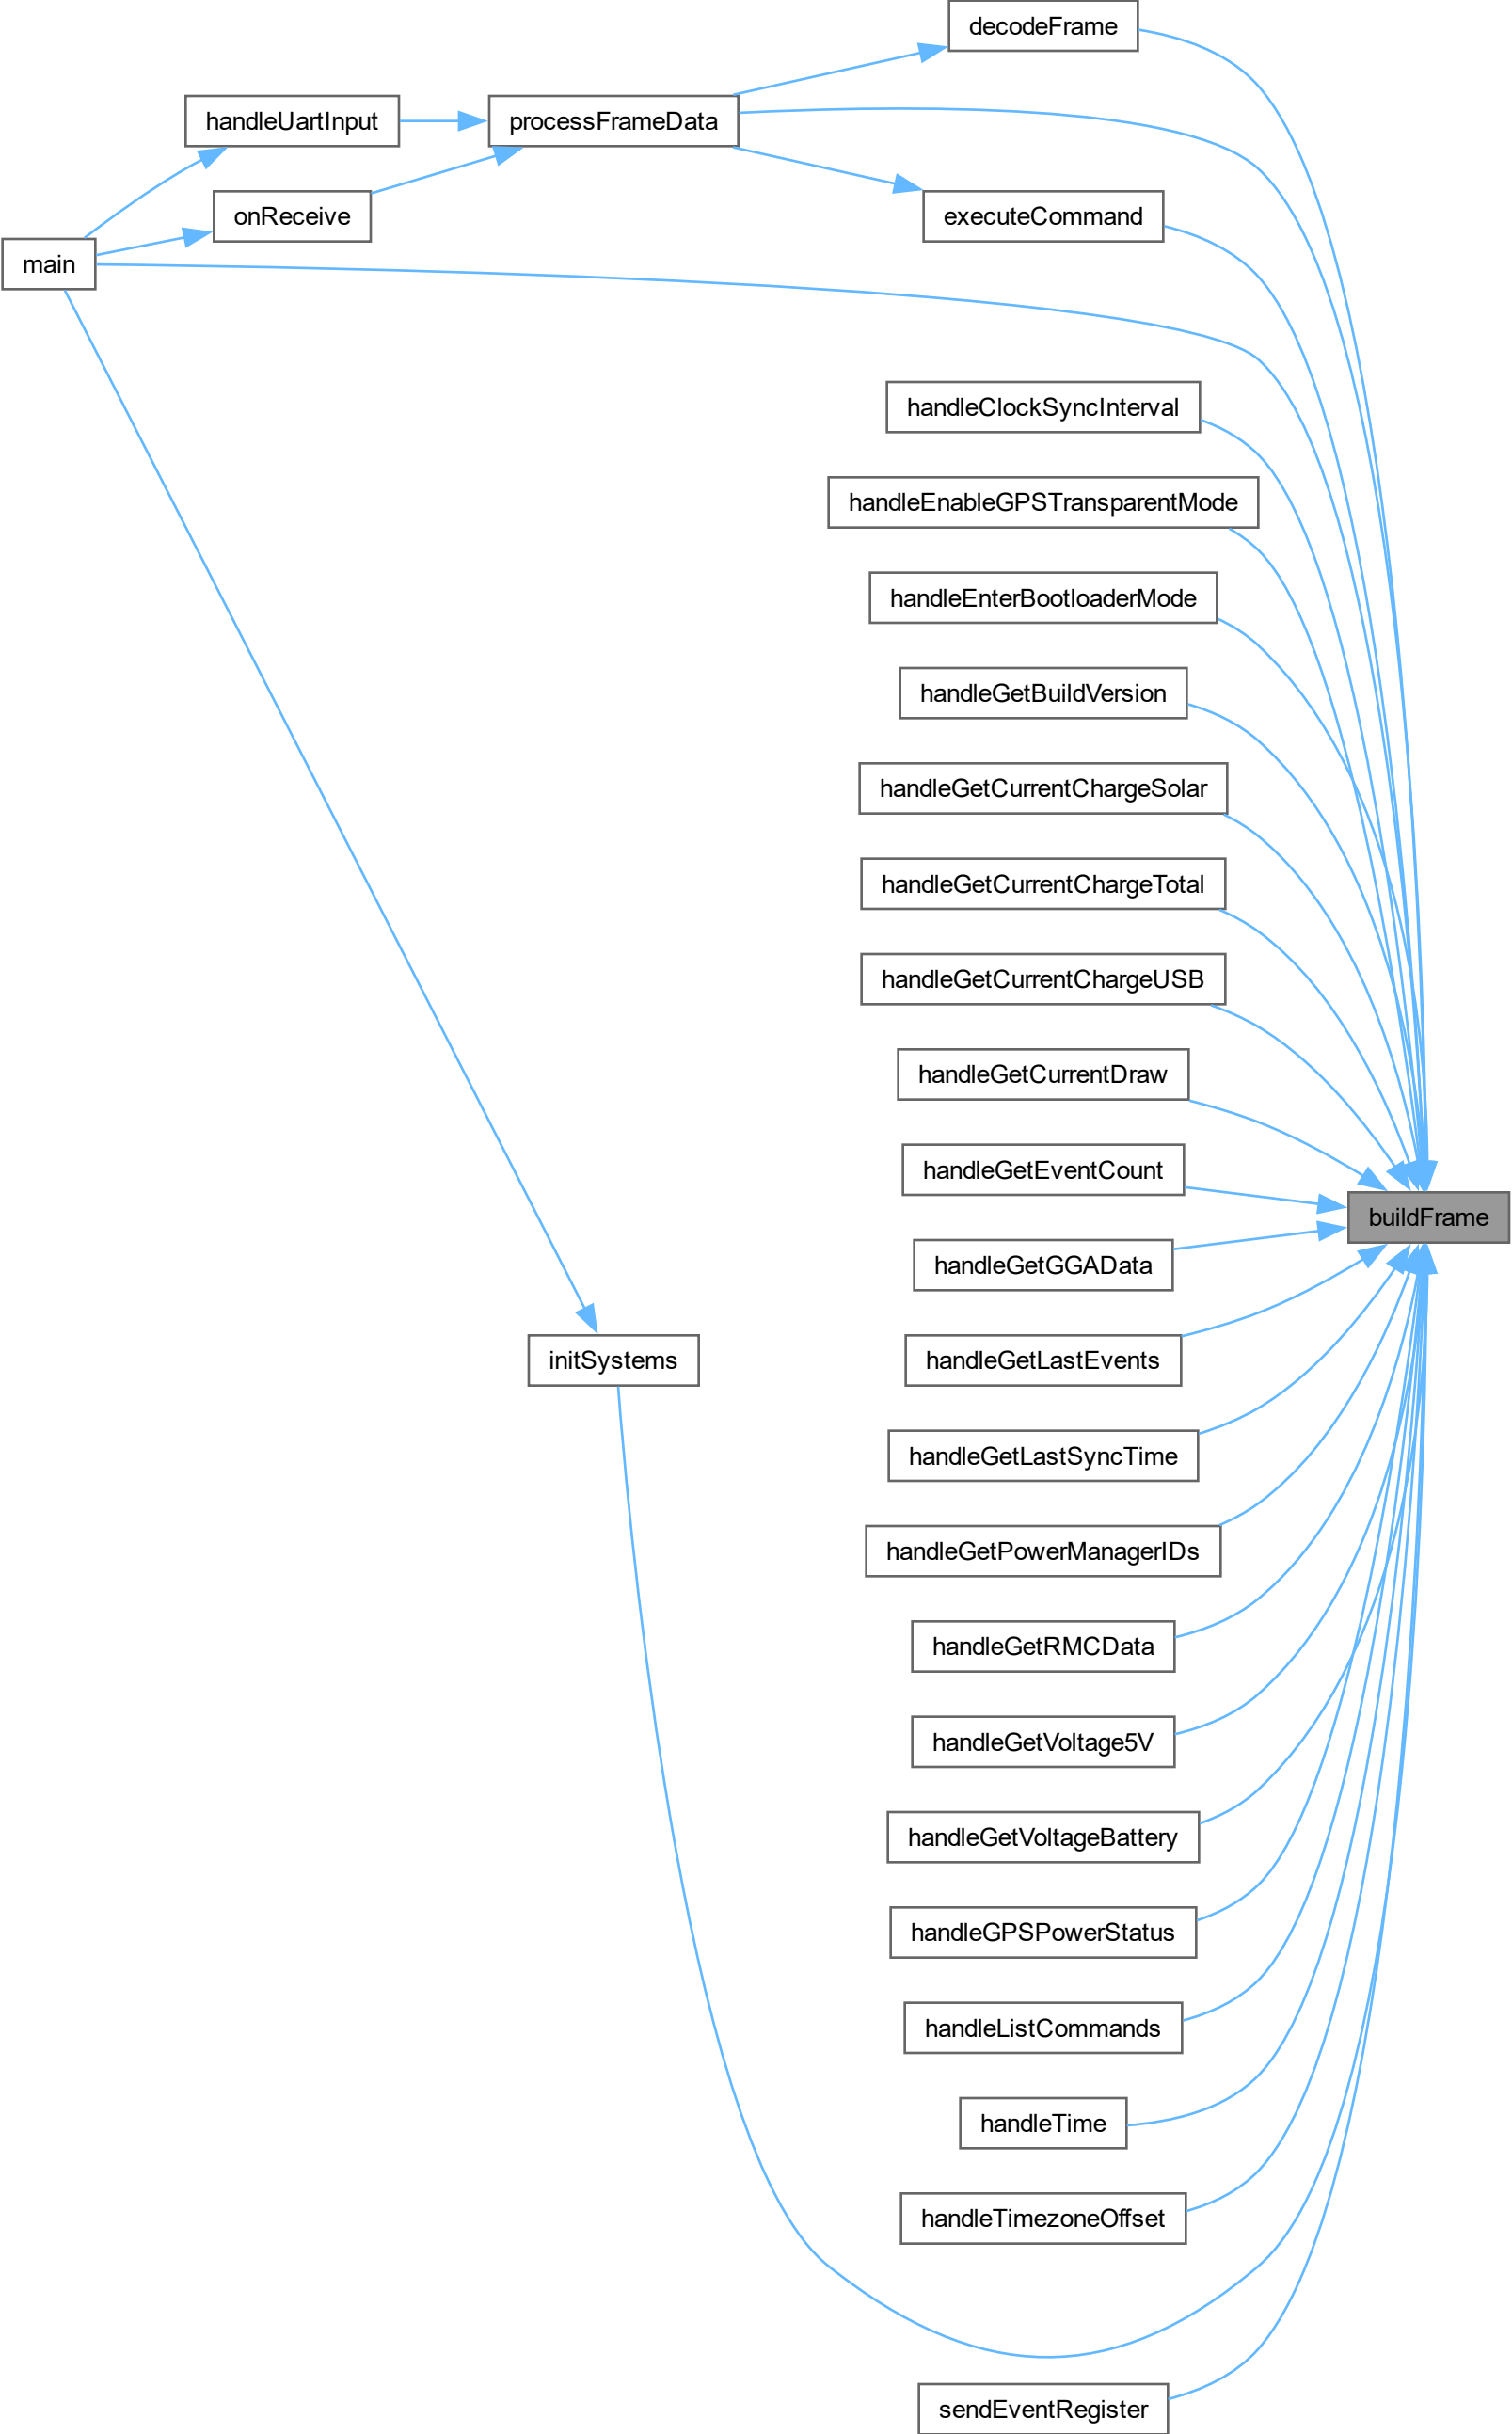 decodeFrame
handleUartInput
processFrameData
onReceive
executeCommand
main
handleClockSyncInterval
handleEnableGPSTransparentMode
handleEnterBootloaderMode
handleGetBuildVersion
handleGetCurrentChargeSolar
handleGetCurrentChargeTotal
handleGetCurrentChargeUSB
handleGetCurrentDraw
handleGetEventCount
buildFrame
handleGetGGAData
handleGetLastEvents
initSystems
handleGetLastSyncTime
handleGetPowerManagerIDs
handleGetRMCData
handleGetVoltage5V
handleGetVoltageBattery
handleGPSPowerStatus
handleListCommands
handleTime
handleTimezoneOffset
sendEventRegister